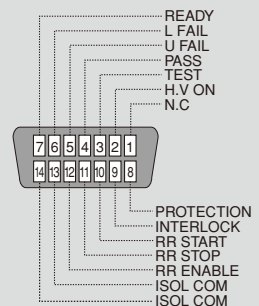 READY
L FAIL
U FAIL
PASS
TEST
H.V ON
N.C
7 6 5 4 3 2 1
14 13 12 11 10 9 8
PROTECTION
INTERLOCK
RR START
RR STOP
RR ENABLE
ISOL COM
ISOL COM